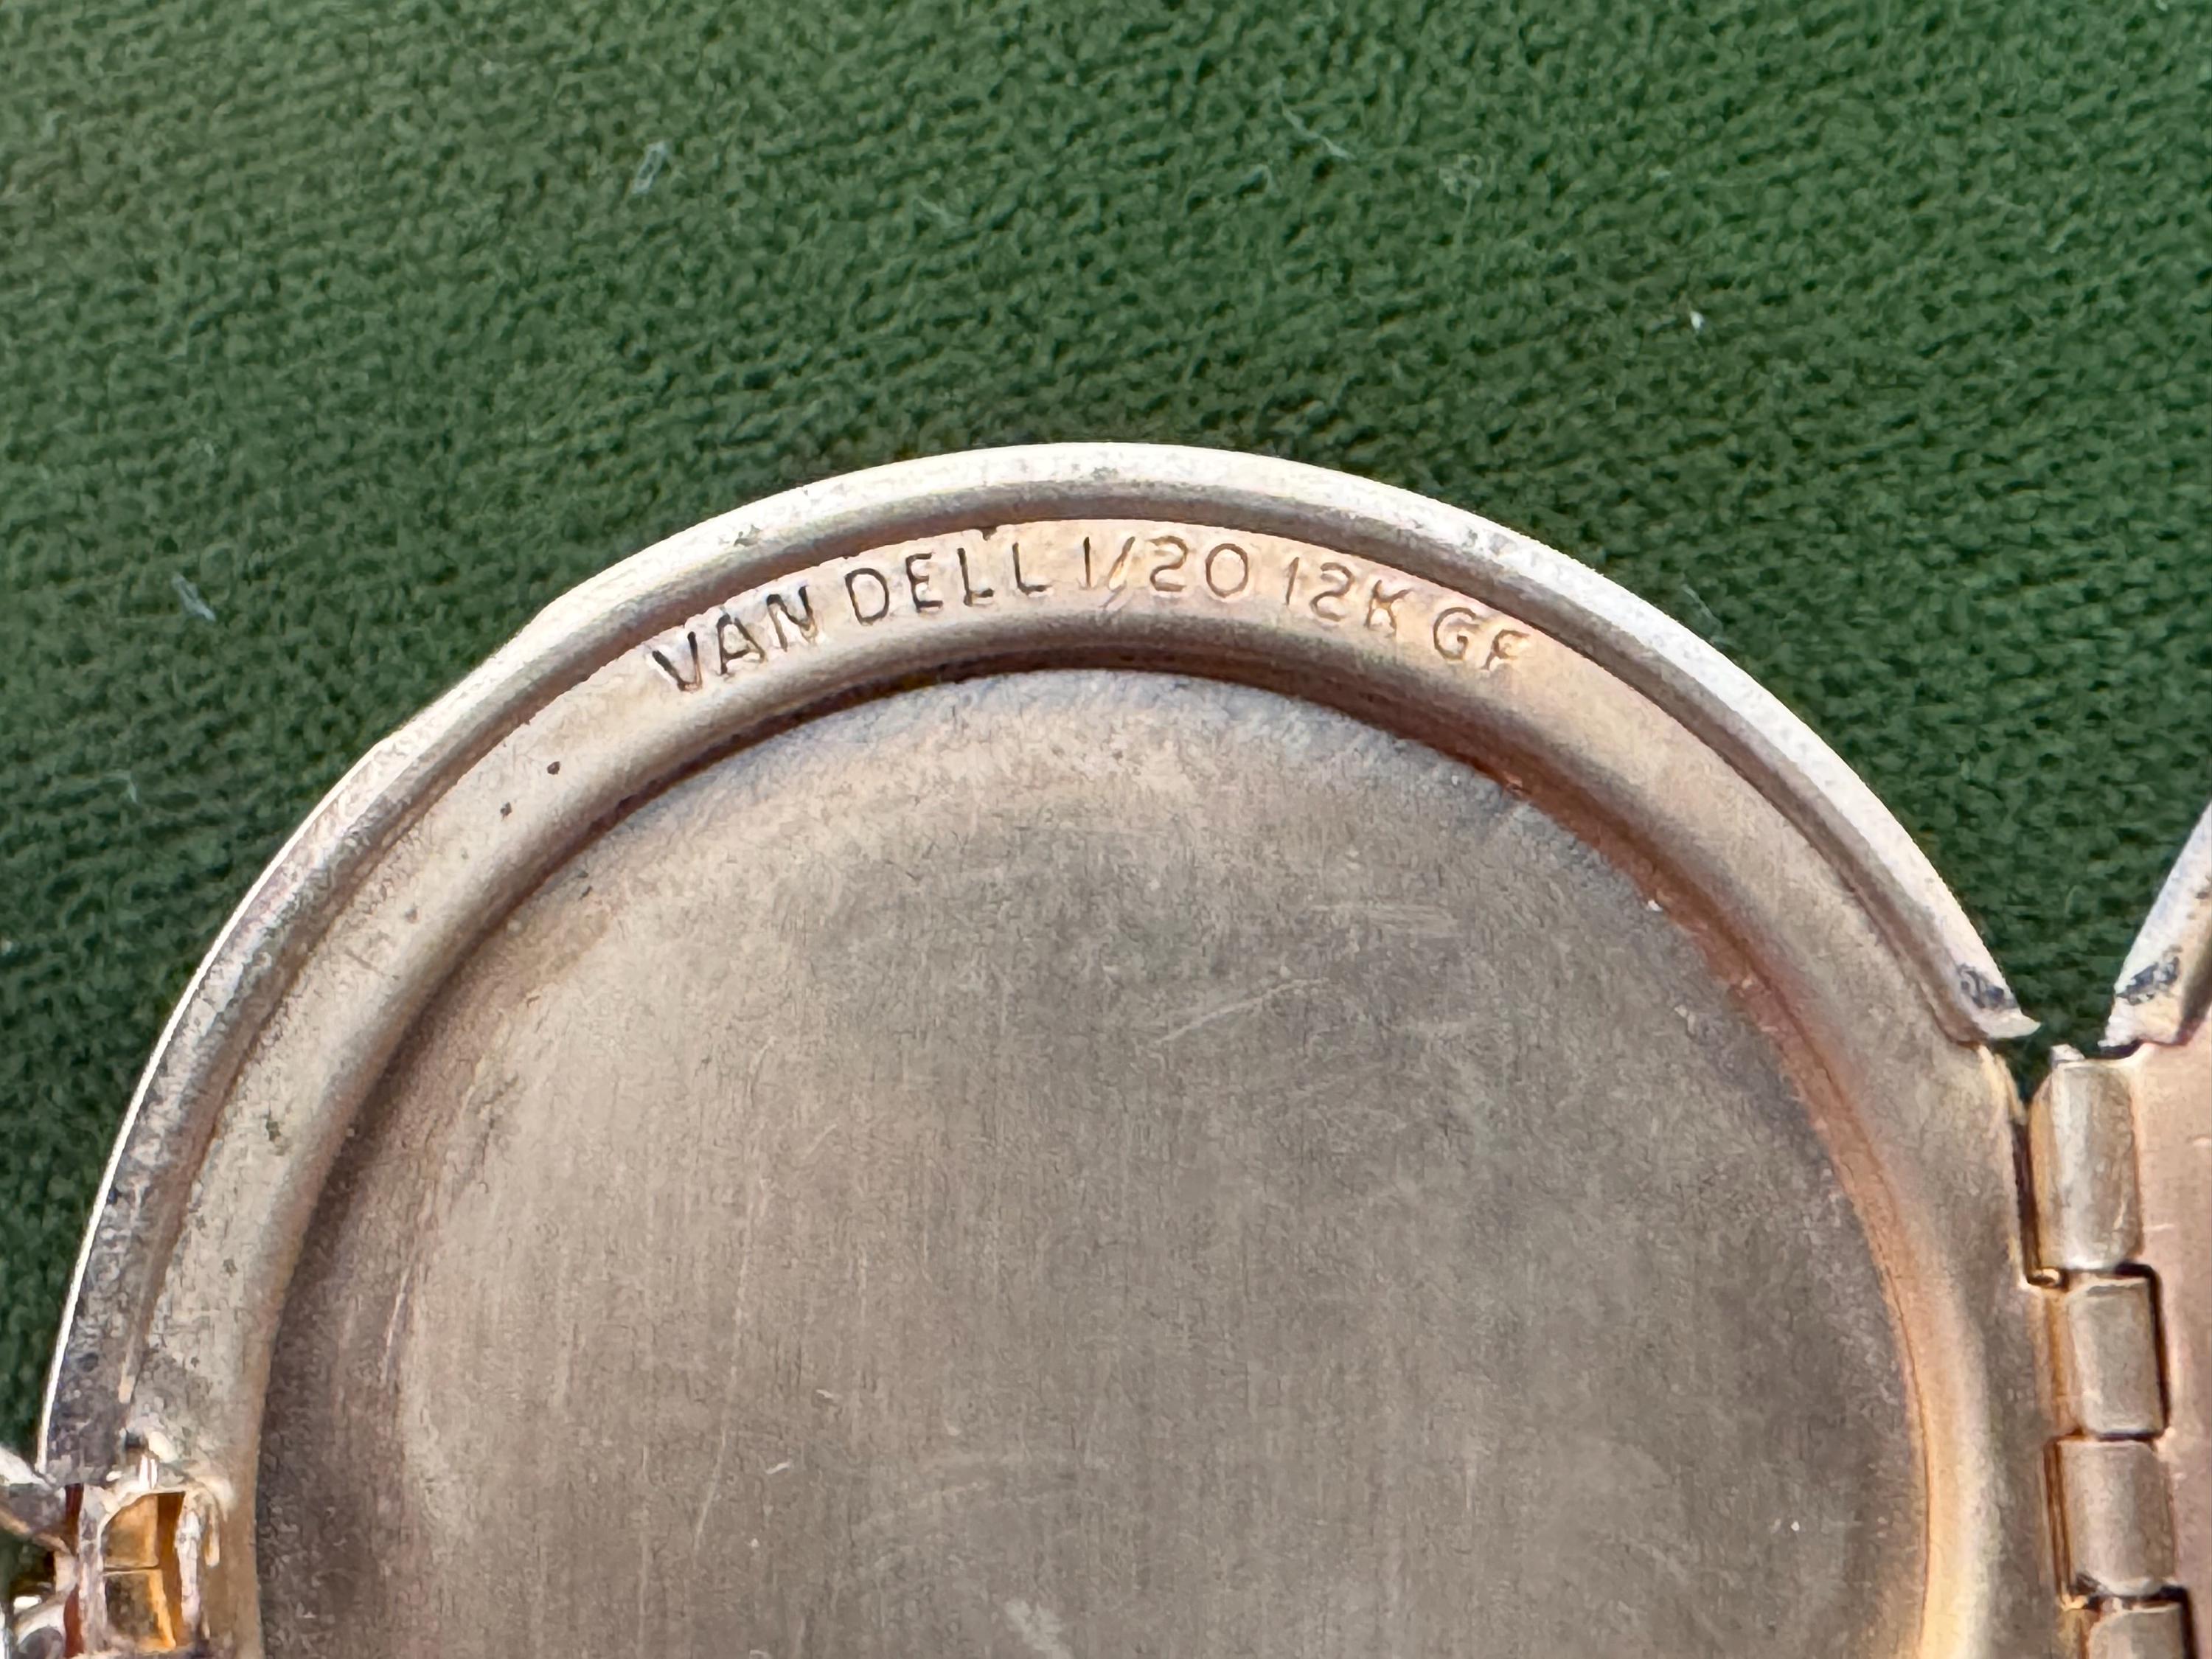 VAN DELL 1/20 12K GF